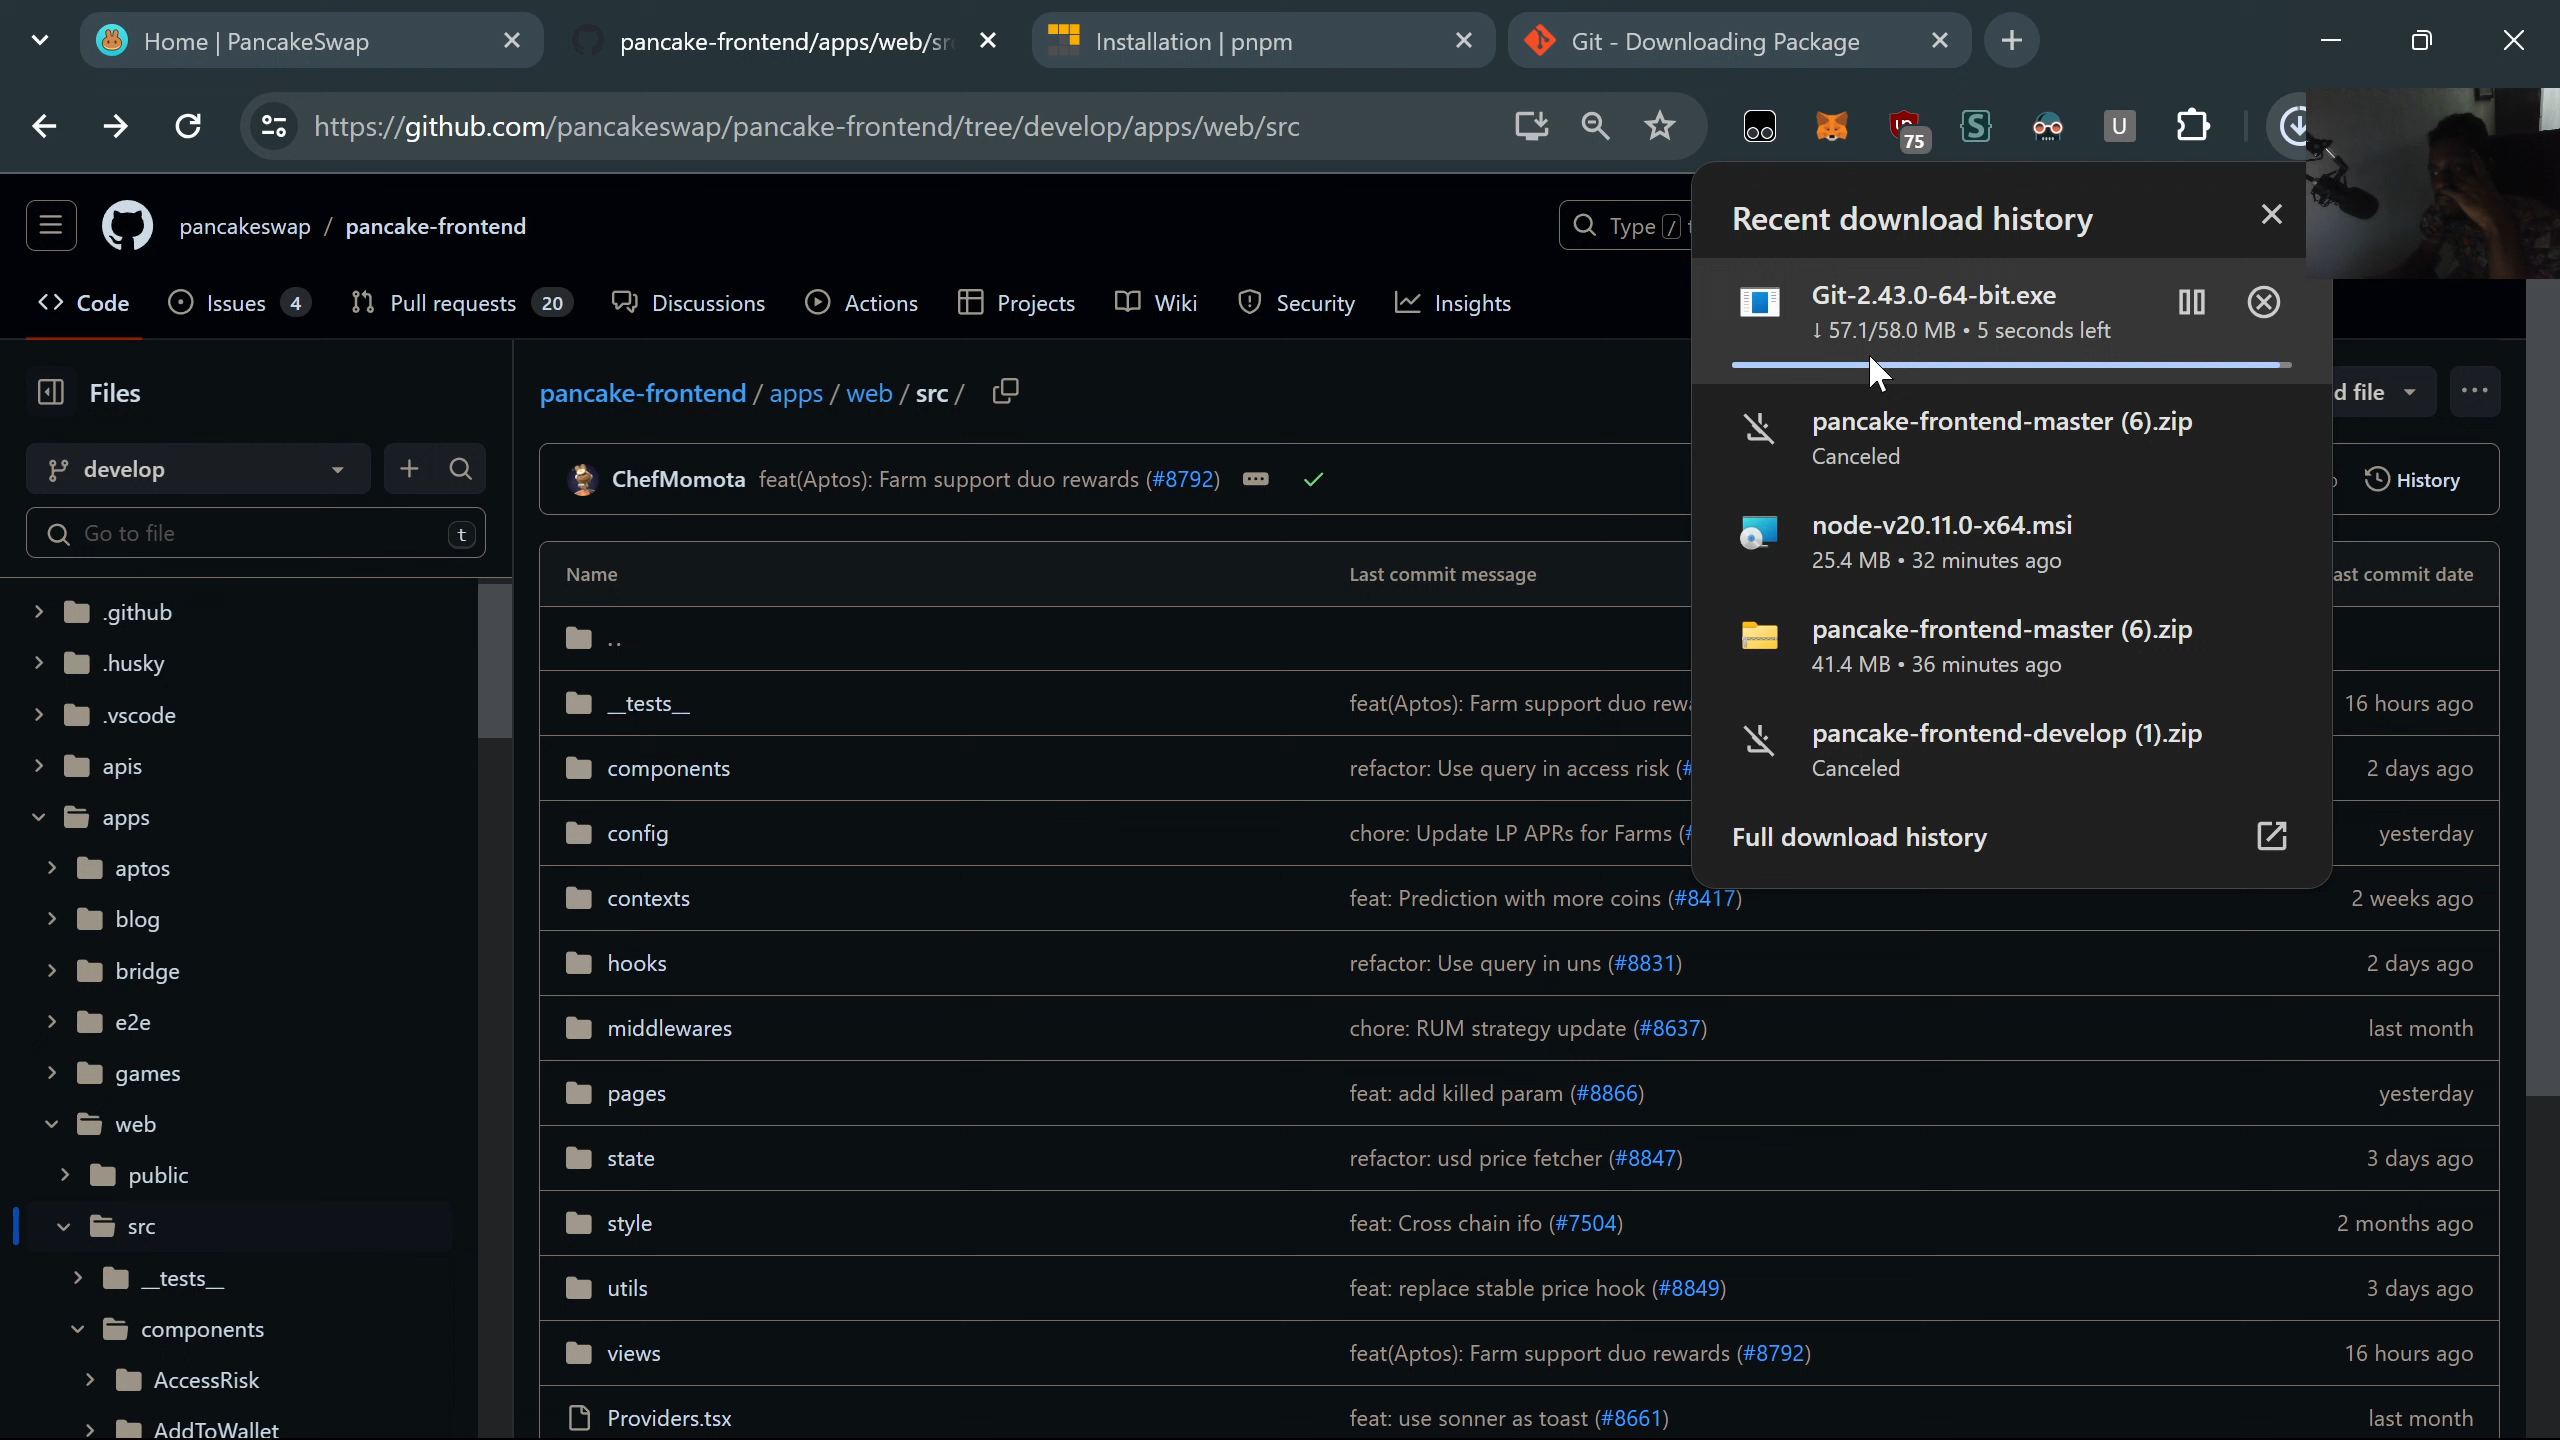 Home | PancakeSwap
pancake-frontend/apps/web/sr
Installation | pnpm
Git - Downloading Package
https://github.com/pancakeswap/pancake-frontend/tree/develop/apps/web/src
75
U
pancakeswap / pancake-frontend
Type /
Code
Issues 4
Pull requests 20
Discussions
Actions
Projects
Wiki
Security
Insights
Recent download history
Git-2.43.0-64-bit.exe
↓ 57.1/58.0 MB • 5 seconds left
pancake-frontend-master (6).zip
Canceled
node-v20.11.0-x64.msi
25.4 MB • 32 minutes ago
pancake-frontend-master (6).zip
41.4 MB • 36 minutes ago
pancake-frontend-develop (1).zip
Canceled
Full download history
Files
develop
Go to file
t
.github
.husky
.vscode
apis
apps
aptos
blog
bridge
e2e
games
web
public
src
__tests__
components
AccessRisk
AddToWallet
pancake-frontend / apps / web / src /
d file
ChefMomota feat(Aptos): Farm support duo rewards (#8792)
History
Name Last commit message ast commit date
..
__tests__ feat(Aptos): Farm support duo rewa 16 hours ago
components refactor: Use query in access risk (# 2 days ago
config chore: Update LP APRs for Farms (# yesterday
contexts feat: Prediction with more coins (#8417) 2 weeks ago
hooks refactor: Use query in uns (#8831) 2 days ago
middlewares chore: RUM strategy update (#8637) last month
pages feat: add killed param (#8866) yesterday
state refactor: usd price fetcher (#8847) 3 days ago
style feat: Cross chain ifo (#7504) 2 months ago
utils feat: replace stable price hook (#8849) 3 days ago
views feat(Aptos): Farm support duo rewards (#8792) 16 hours ago
Providers.tsx feat: use sonner as toast (#8661) last month